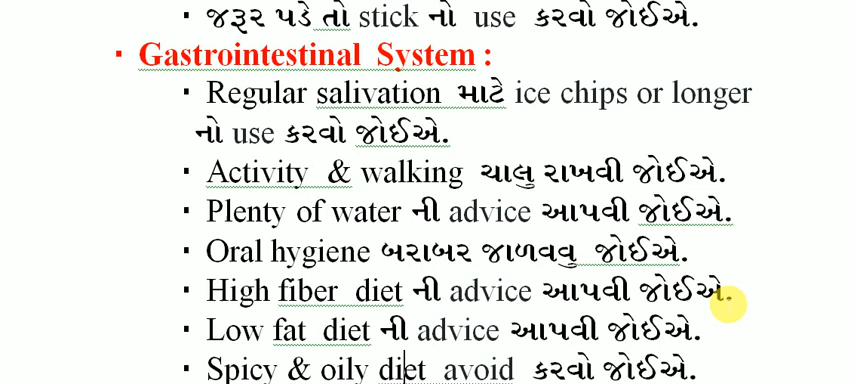 ▪ જરૂર પડે તો stick નો use કરવો જોઈએ.
▪ Gastrointestinal System :
▪ Regular salivation માટે ice chips or longer
નો use કરવો જોઈએ.
▪ Activity & walking ચાલુ રાખવી જોઈએ.
▪ Plenty of water ની advice આપવી જોઈએ.
▪ Oral hygiene બરાબર જાળવવુ જોઈએ.
▪ High fiber diet ની advice આપવી જોઈએ.
▪ Low fat diet ની advice આપવી જોઈએ.
▪ Spicy & oily diet avoid કરવો જોઈએ.